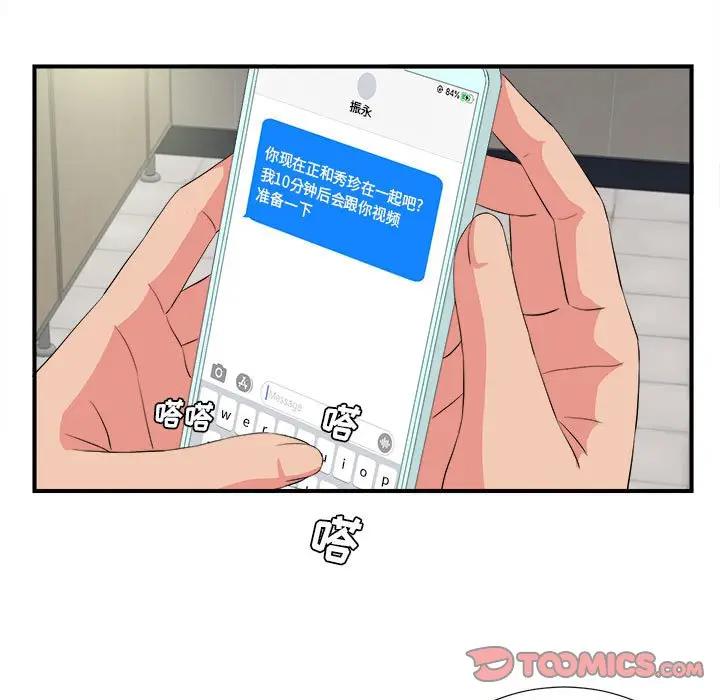 84%
振永
你现在正和秀珍在一起吧?
我10分钟后会跟你视频
准备一下
Message
嗒嗒
嗒
w e r u i o p
嗒
TOOMICS.COM